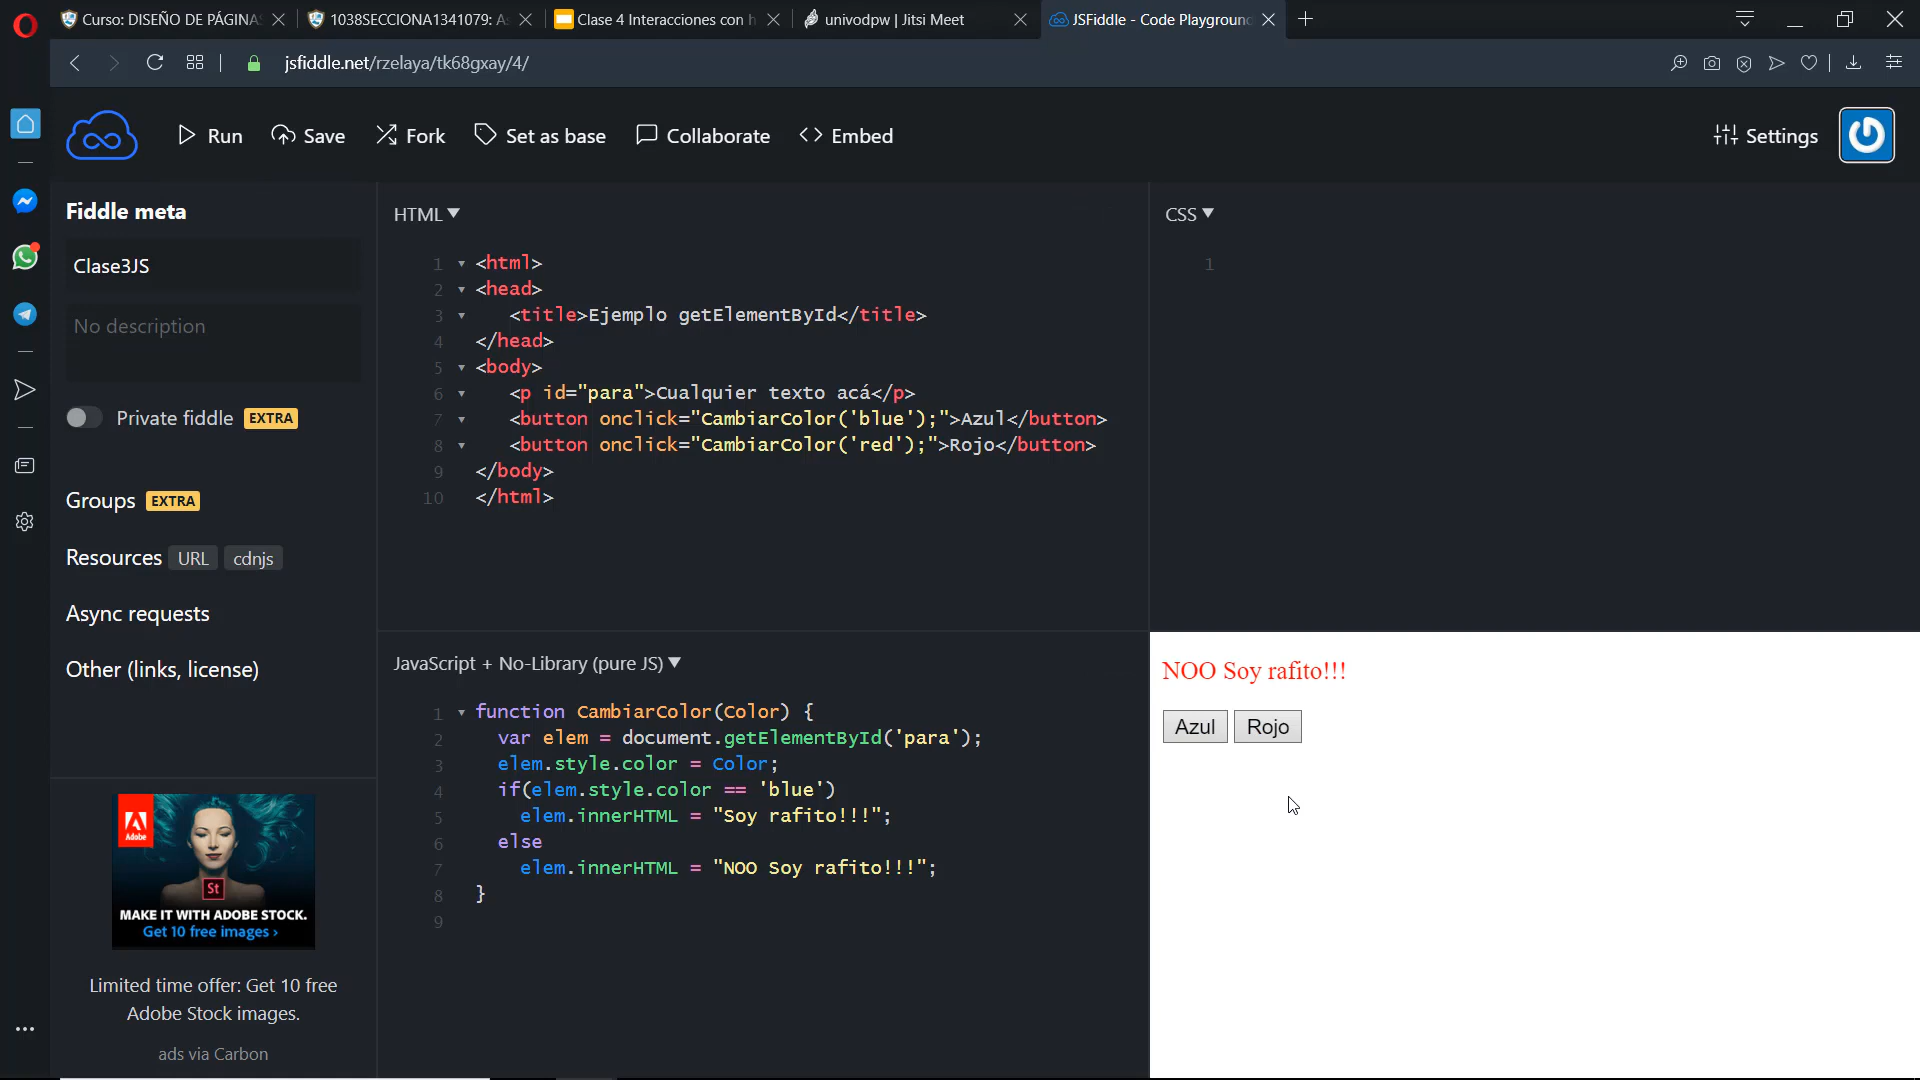 Curso: DISEÑO DE PÁGINAS
1038SECCIONA1341079: A
Clase 4 Interacciones con h
univodpw | Jitsi Meet
JSFiddle - Code Playground
jsfiddle.net/rzelaya/tk68gxay/4/
Run
Save
Fork
Set as base
Collaborate
Embed
Settings
Fiddle meta
Clase3JS
No description
Private fiddle EXTRA
Groups EXTRA
Resources URL cdnjs
Async requests
Other (links, license)
Adobe
St
MAKE IT WITH ADOBE STOCK.
Get 10 free images ›
Limited time offer: Get 10 free
Adobe Stock images.
ads via Carbon
HTML ▼
1 <html>
2 <head>
3 <title>Ejemplo getElementById</title>
4 </head>
5 <body>
6 <p id="para">Cualquier texto acá</p>
7 <button onclick="CambiarColor('blue');">Azul</button>
8 <button onclick="CambiarColor('red');">Rojo</button>
9 </body>
10 </html>
CSS ▼
1
JavaScript + No-Library (pure JS) ▼
1 function CambiarColor(Color) {
2 var elem = document.getElementById('para');
3 elem.style.color = Color;
4 if(elem.style.color == 'blue')
5 elem.innerHTML = "Soy rafito!!!";
6 else
7 elem.innerHTML = "NOO Soy rafito!!!";
8 }
9
NOO Soy rafito!!!
Azul Rojo